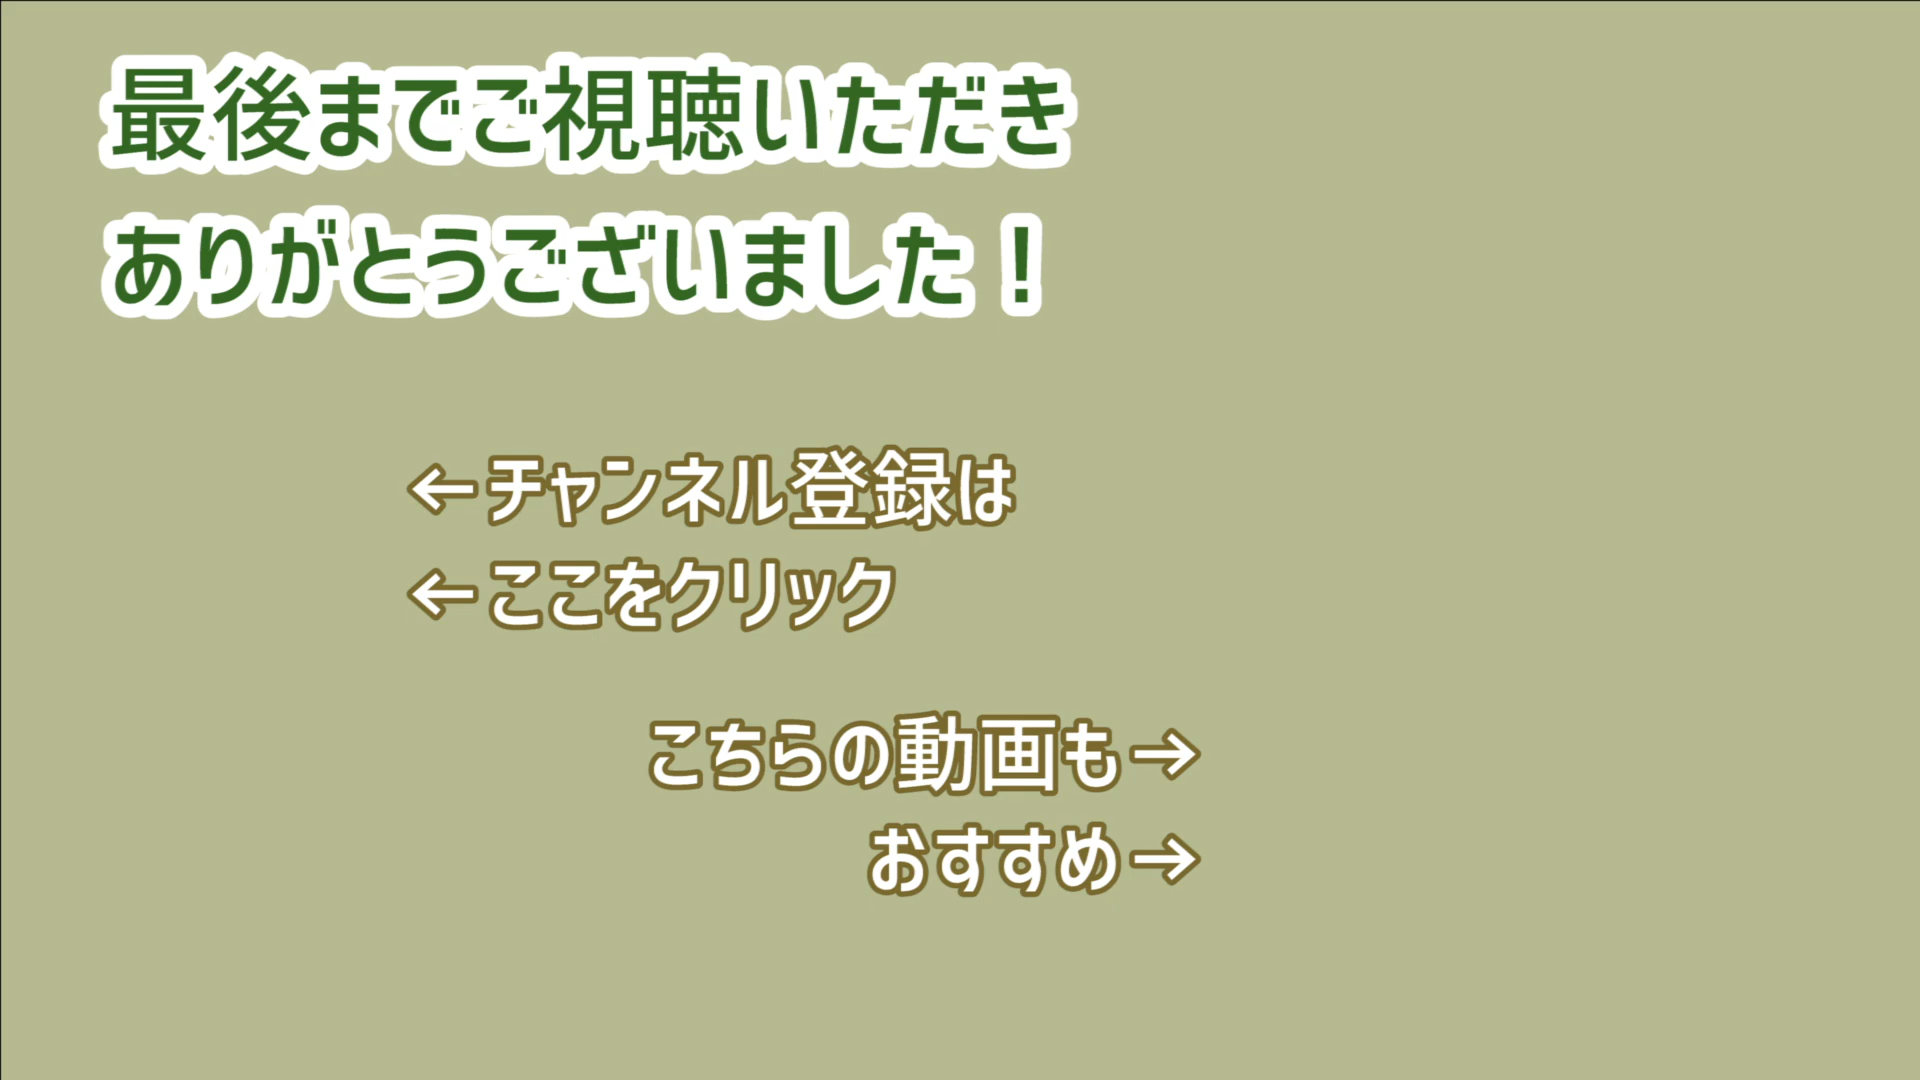 最後までご視聴いただき
ありがとうございました！
←チャンネル登録は
←ここをクリック
こちらの動画も→
おすすめ→